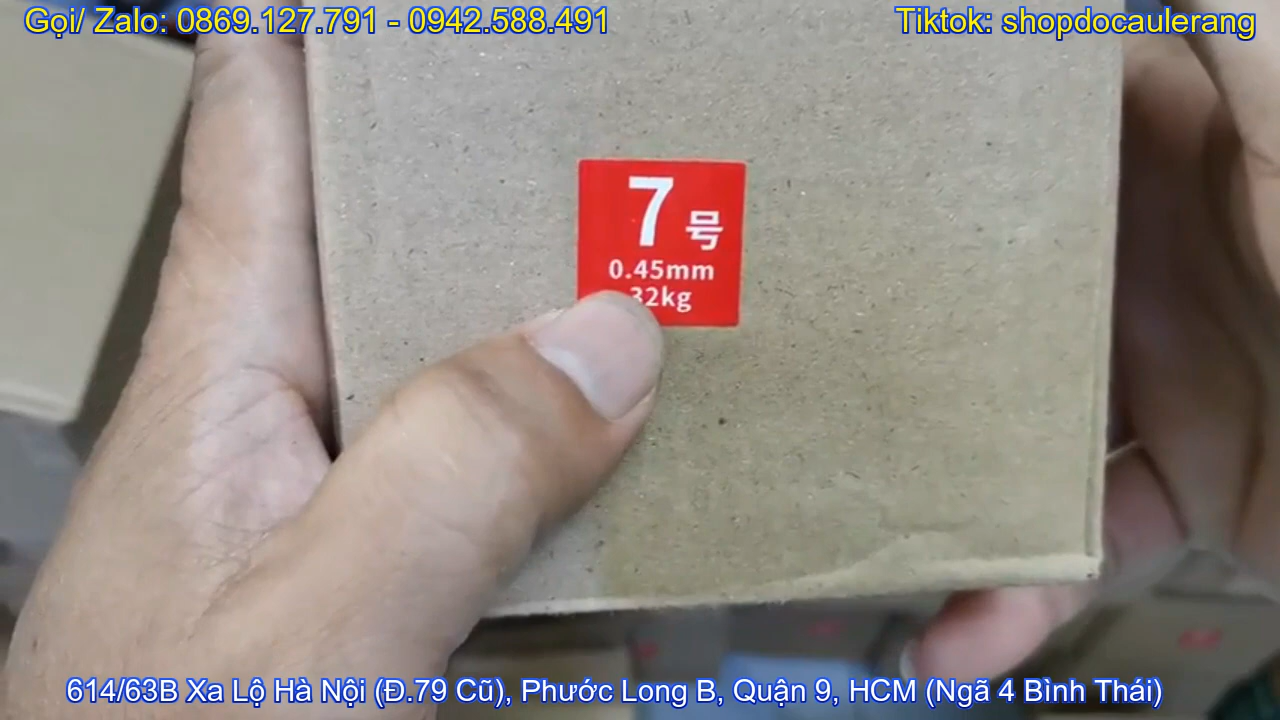 Gọi/ Zalo: 0869.127.791 - 0942.588.491
Tiktok: shopdocaulerang
7号
0.45mm
32kg
614/63B Xa Lộ Hà Nội (Đ.79 Cũ), Phước Long B, Quận 9, HCM (Ngã 4 Bình Thái)